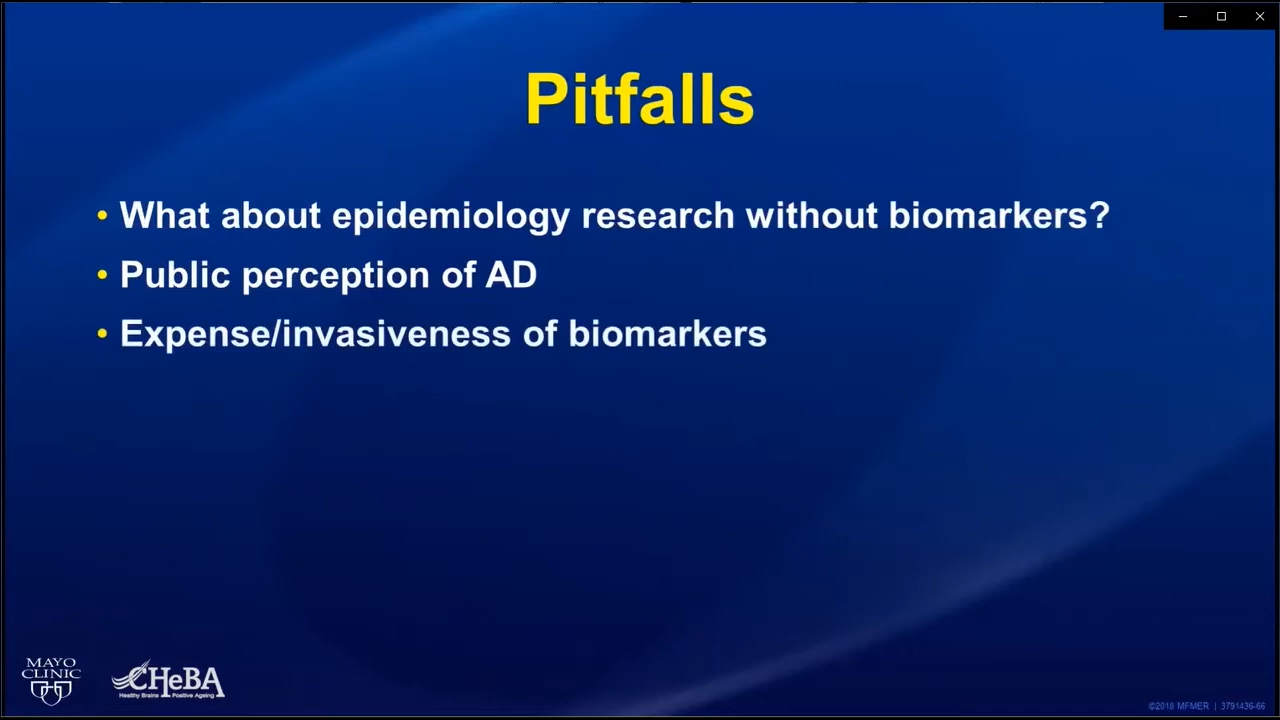 Pitfalls
• What about epidemiology research without biomarkers?
• Public perception of AD
• Expense/invasiveness of biomarkers
MAYO
CLINIC
CHeBA
Healthy Brains Positive Ageing
©2018 MFMER | 3791436-66